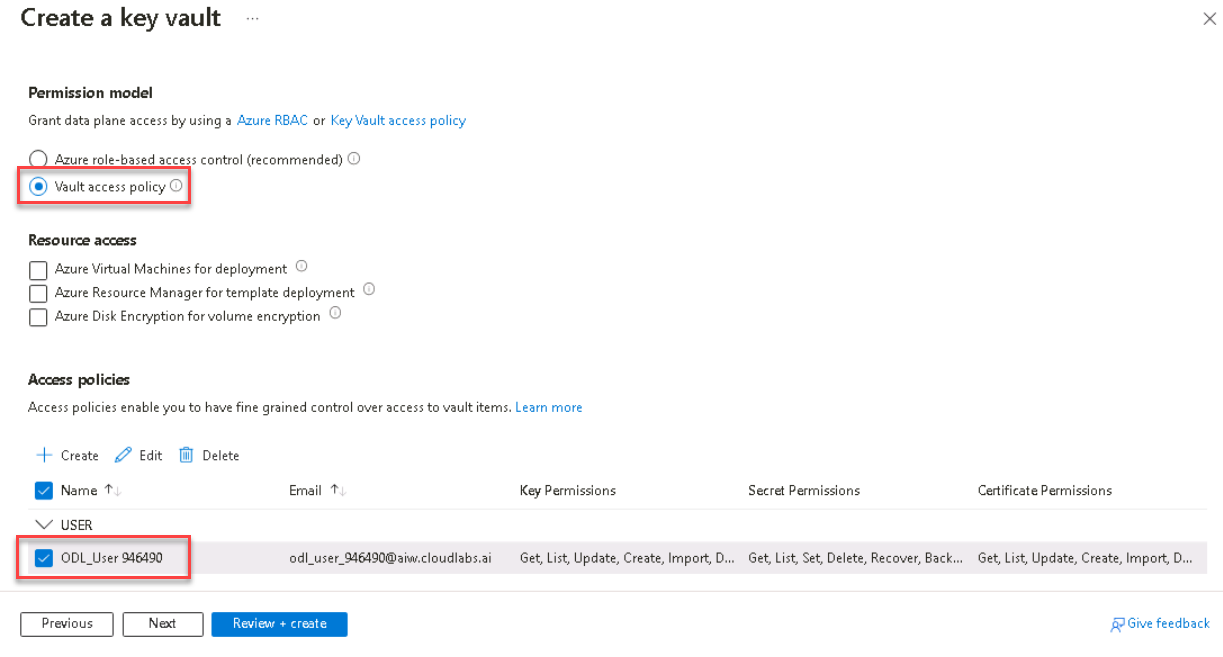 Create a key vault ...
Permission model
Grant data plane access by using a Azure RBAC or Key Vault access policy
Azure role-based access control (recommended)
Vault access policy
Resource access
Azure Virtual Machines for deployment
Azure Resource Manager for template deployment
Azure Disk Encryption for volume encryption
Access policies
Access policies enable you to have fine grained control over access to vault items. Learn more
Create Edit Delete
Name Email Key Permissions Secret Permissions Certificate Permissions
USER
ODL_User 946490 odl_user_946490@aiw.cloudlabs.ai Get, List, Update, Create, Import, D... Get, List, Set, Delete, Recover, Back... Get, List, Update, Create, Import, D...
Previous Next Review + create Give feedback